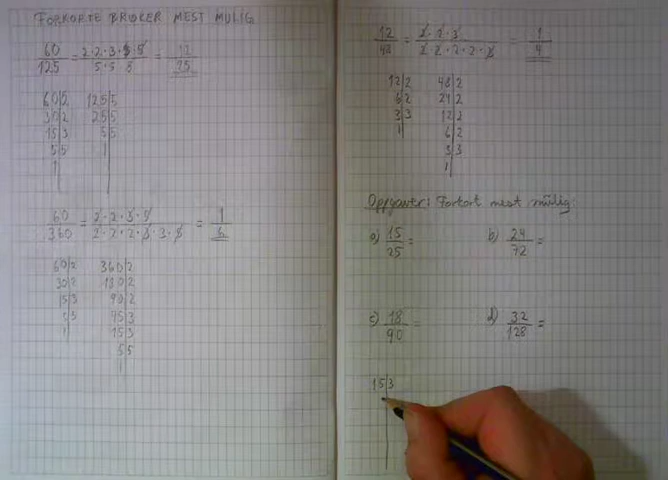 FORKORTE BRØKER MEST MULIG
60/125 = 2·2·3·5·5/5·5·5 = 12/25
60|2 125|5
30|2 25|5
15|3 5|5
5|5 1
1
60/360 = 2·2·3·5/2·2·2·3·3·5 = 1/6
60|2 360|2
30|2 180|2
15|3 90|2
5|5 45|3
1 15|3
5|5
1
12/48 = 2·2·3/2·2·2·2·3 = 1/4
12|2 48|2
6|2 24|2
3|3 12|2
1 6|2
3|3
1
Oppgaver: Forkort mest mulig:
a) 15/25 = b) 24/72 =
c) 18/90 = d) 32/128 =
15|3